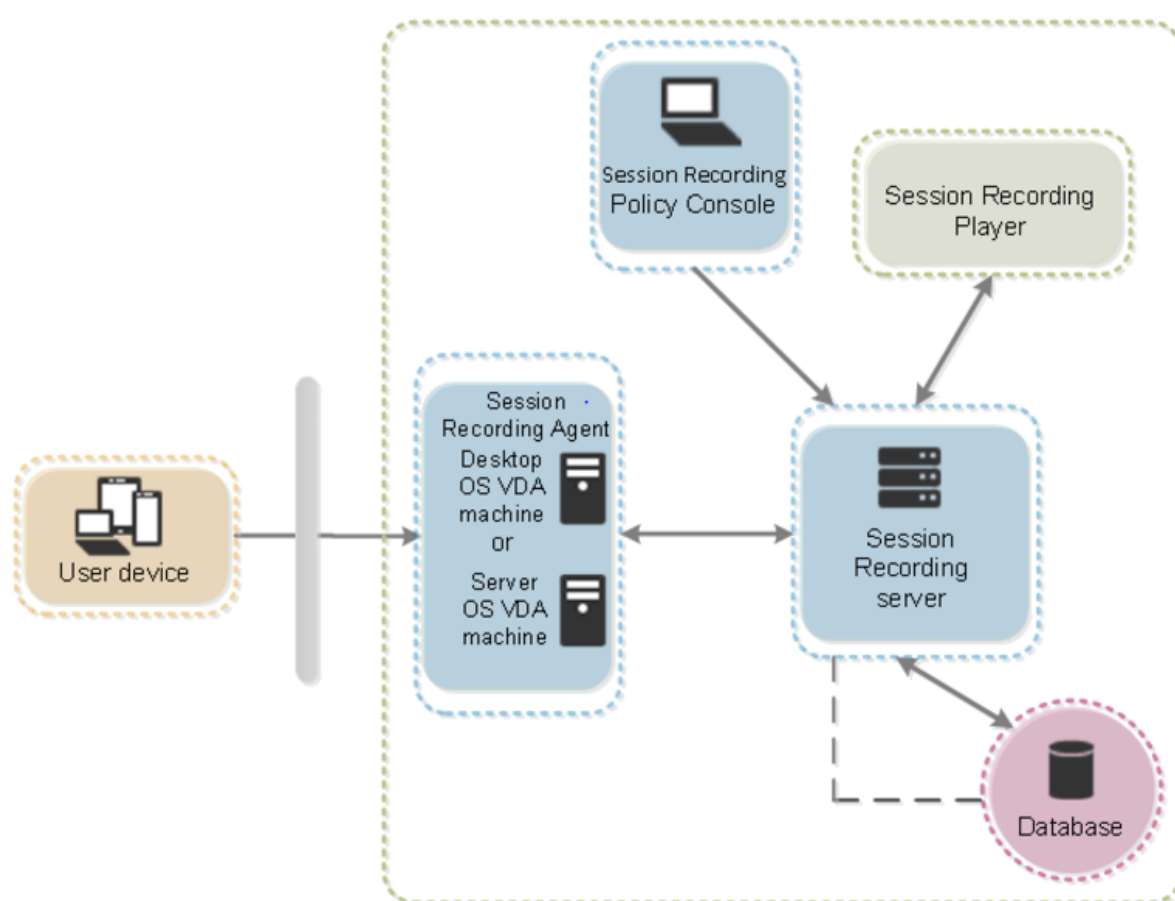 Session Recording
Policy Console
Session Recording
Player
Session
Recording Agent
Desktop
OS VDA
machine
or
Server
OS VDA
machine
User device
Session
Recording
server
Database